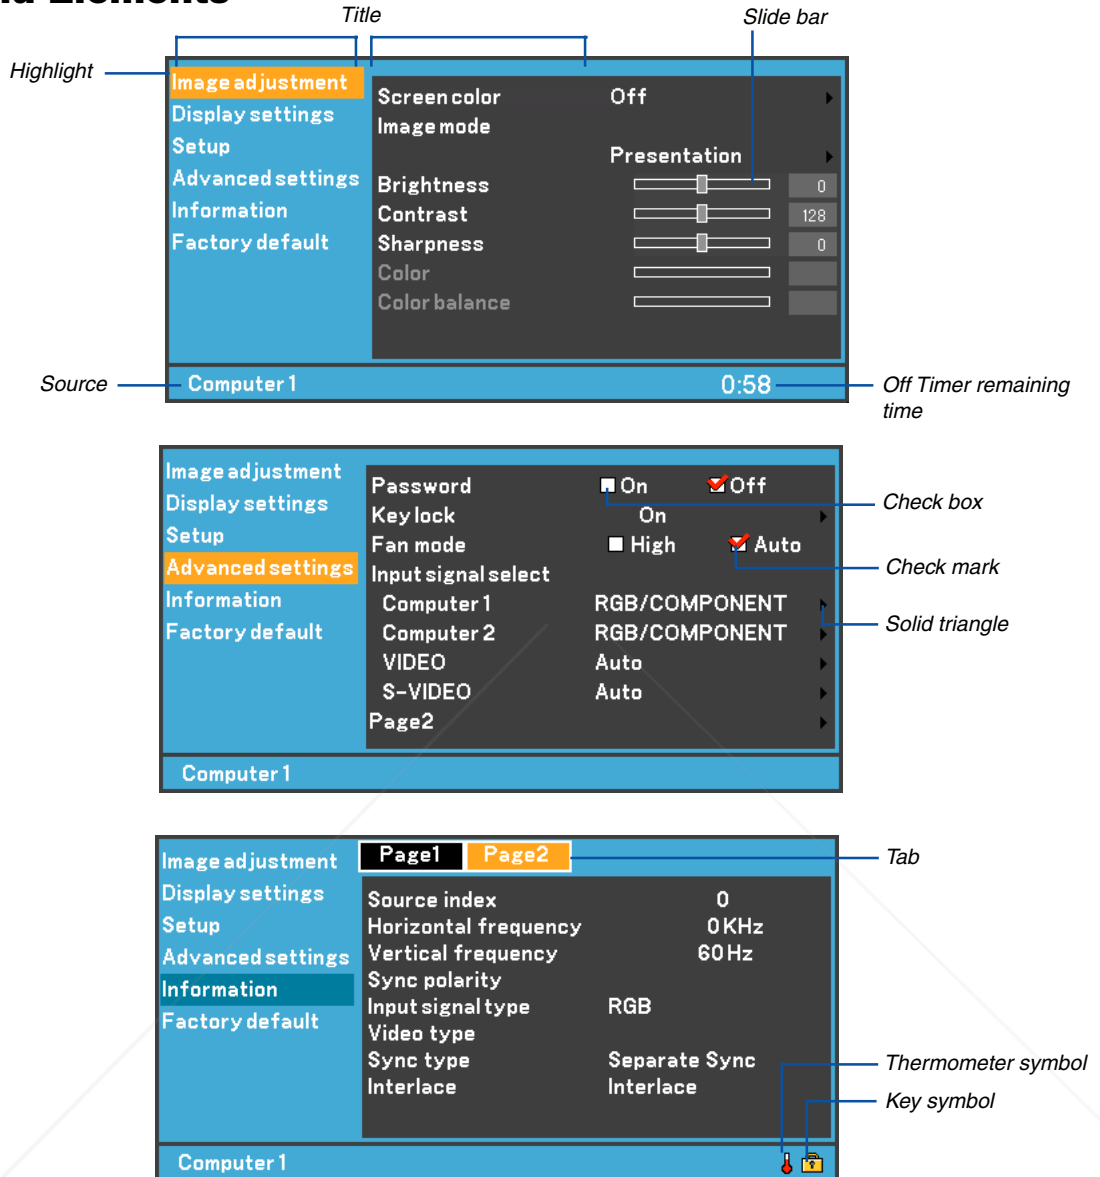 Elements
Title
Slide bar
Highlight
Image adjustment
Display settings
Setup
Advanced settings
Information
Factory default
Screen color Off
Image mode
Presentation
Brightness 0
Contrast 128
Sharpness 0
Color
Color balance
Source
Computer 1 0:58
Off Timer remaining
time
Image adjustment
Display settings
Setup
Advanced settings
Information
Factory default
Password On Off
Key lock On
Fan mode High Auto
Input signal select
Computer 1 RGB/COMPONENT
Computer 2 RGB/COMPONENT
VIDEO Auto
S-VIDEO Auto
Page2
Check box
Check mark
Solid triangle
Computer 1
Page1 Page2
Tab
Image adjustment
Display settings
Setup
Advanced settings
Information
Factory default
Source index 0
Horizontal frequency 0KHz
Vertical frequency 60Hz
Sync polarity
Input signal type RGB
Video type
Sync type Separate Sync
Interlace Interlace
Thermometer symbol
Key symbol
Computer 1